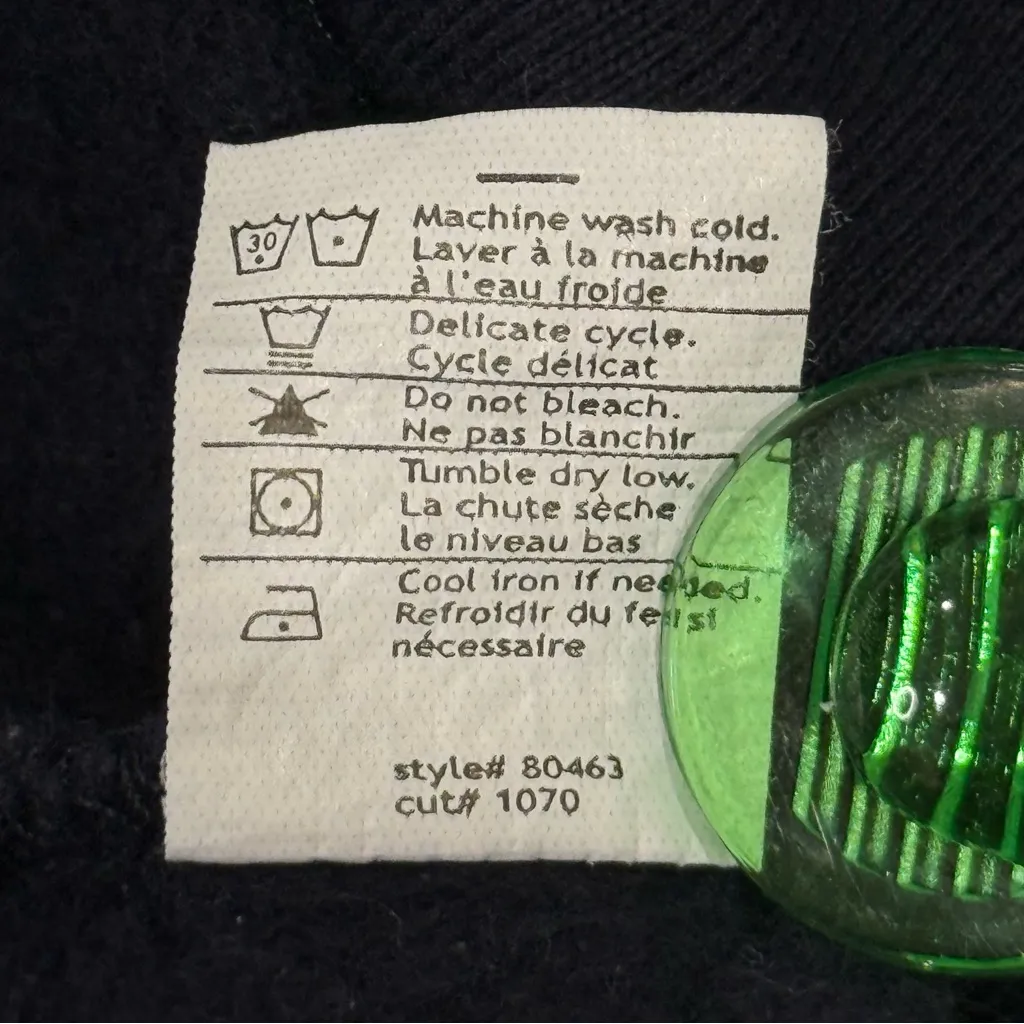 30
Machine wash cold.
Laver à la machine
à l'eau froide
Delicate cycle.
Cycle délicat
Do not bleach.
Ne pas blanchir
Tumble dry low.
La chute sèche
le niveau bas
Cool iron if needed.
Refroidir du fer si
nécessaire
style# 80463
cut# 1070